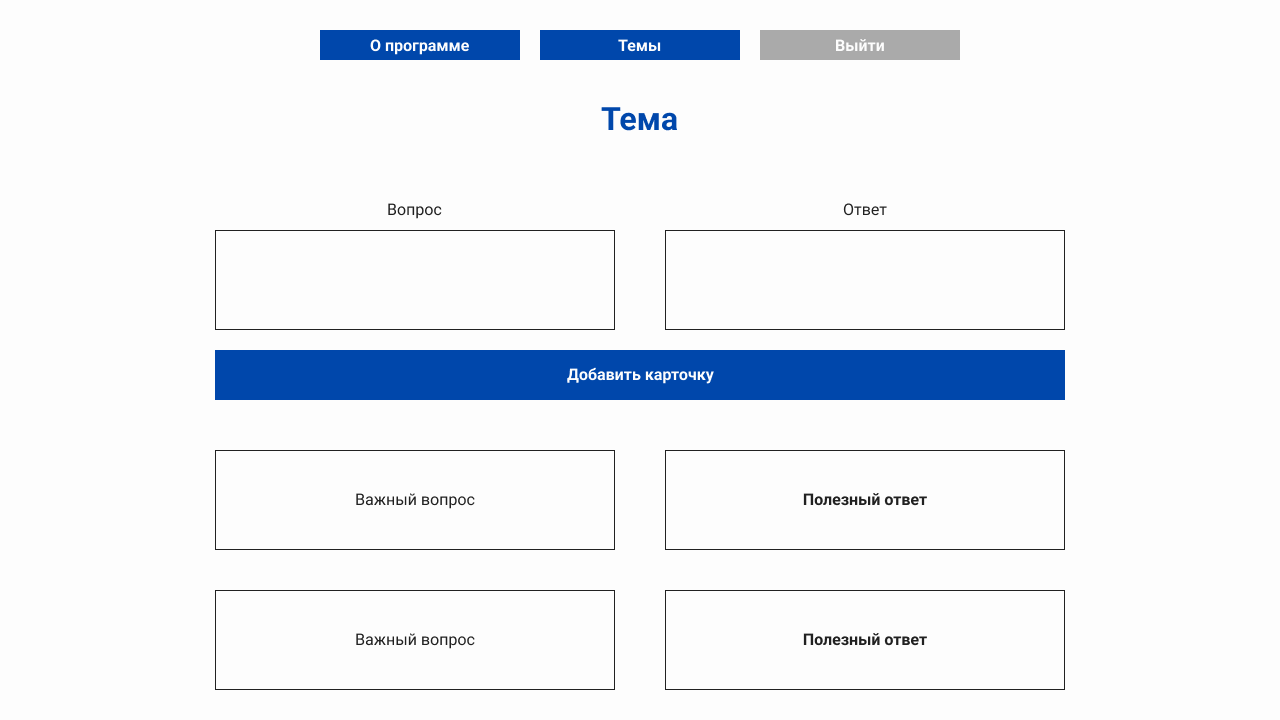 О программе
Темы
Выйти
Тема
Вопрос
Ответ
Добавить карточку
Важный вопрос
Полезный ответ
Важный вопрос
Полезный ответ